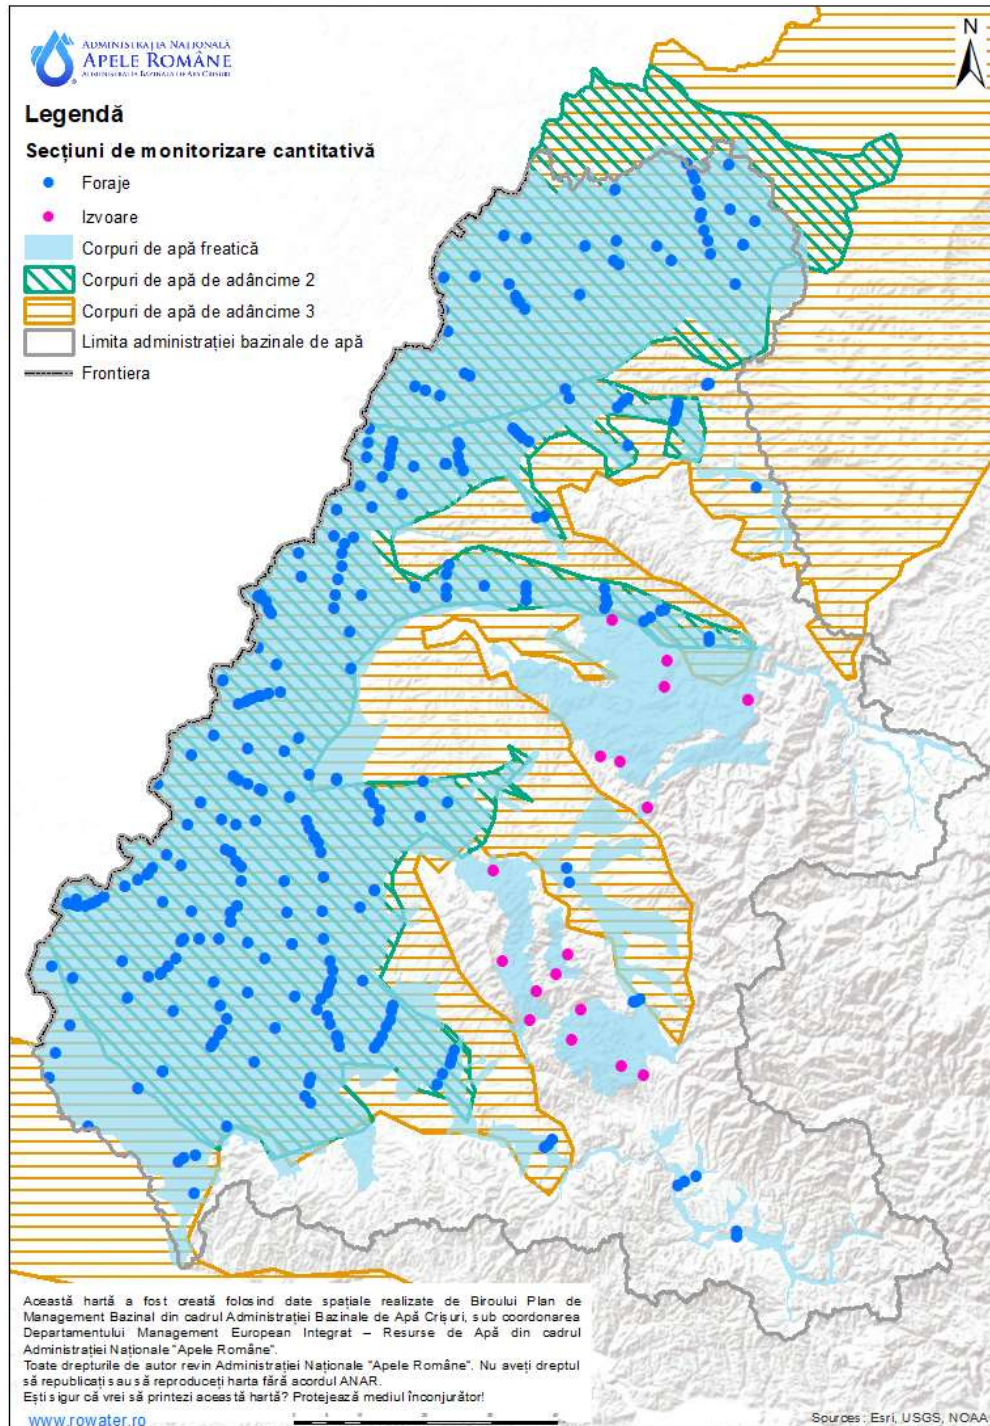 ADMINISTRAȚIA NAȚIONALĂ
APELE ROMÂNE
ADMINISTRAȚIA BAZINALĂ DE APĂ CRIȘURI
N
Legendă
Secțiuni de monitorizare cantitativă
Foraje
Izvoare
Corpuri de apă freatică
Corpuri de apă de adâncime 2
Corpuri de apă de adâncime 3
Limita administrației bazinale de apă
Frontiera
Această hartă a fost creată folosind date spațiale realizate de Biroului Plan de
Management Bazinal din cadrul Administrației Bazinale de Apă Crișuri, sub coordonarea
Departamentului Management European Integrat – Resurse de Apă din cadrul
Administrației Naționale "Apele Române".
Toate drepturile de autor revin Administrației Naționale "Apele Române". Nu aveți dreptul
să republicați sau să reproduceți harta fără acordul ANAR.
Ești sigur că vrei să printezi această hartă? Protejează mediul înconjurător!
www.rowater.ro
Sources: Esri, USGS, NOAA